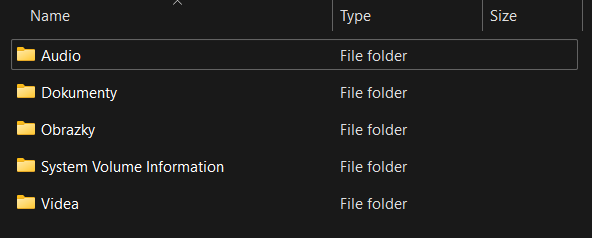 Name Type Size
Audio File folder
Dokumenty File folder
Obrazky File folder
System Volume Information File folder
Videa File folder